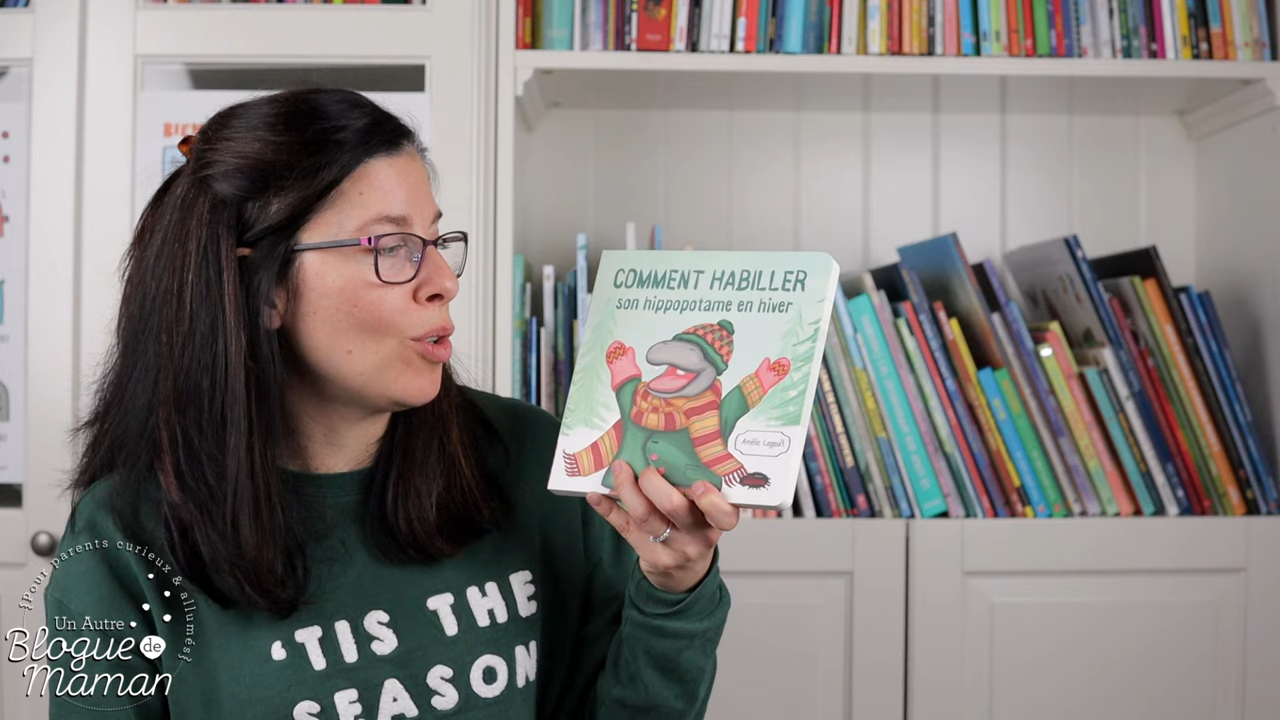 COMMENT HABILLER
son hippopotame en hiver
Amélie Legault
'TIS THE
SEASON
{Pour parents curieux & allumés}
Un Autre
Blogue de
Maman